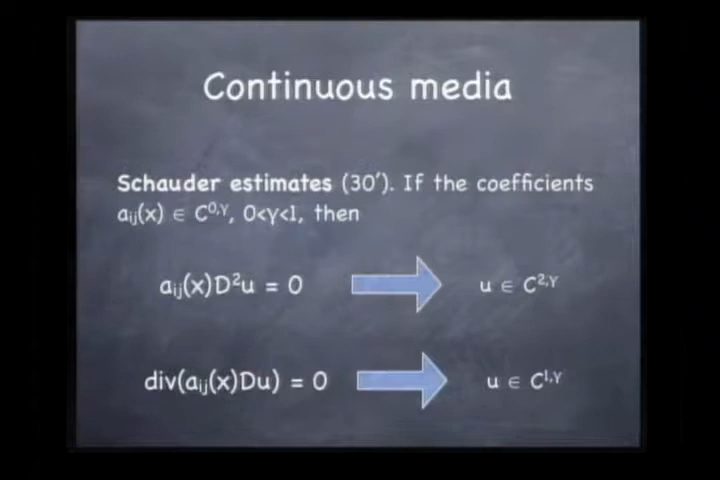 Continuous media
Schauder estimates (30'). If the coefficients
aᵢⱼ(x) ∈ C⁰,ᵞ, 0<γ<1, then
aᵢⱼ(x)D²u = 0 u ∈ C²,ᵞ
div(aᵢⱼ(x)Du) = 0 u ∈ C¹,ᵞ